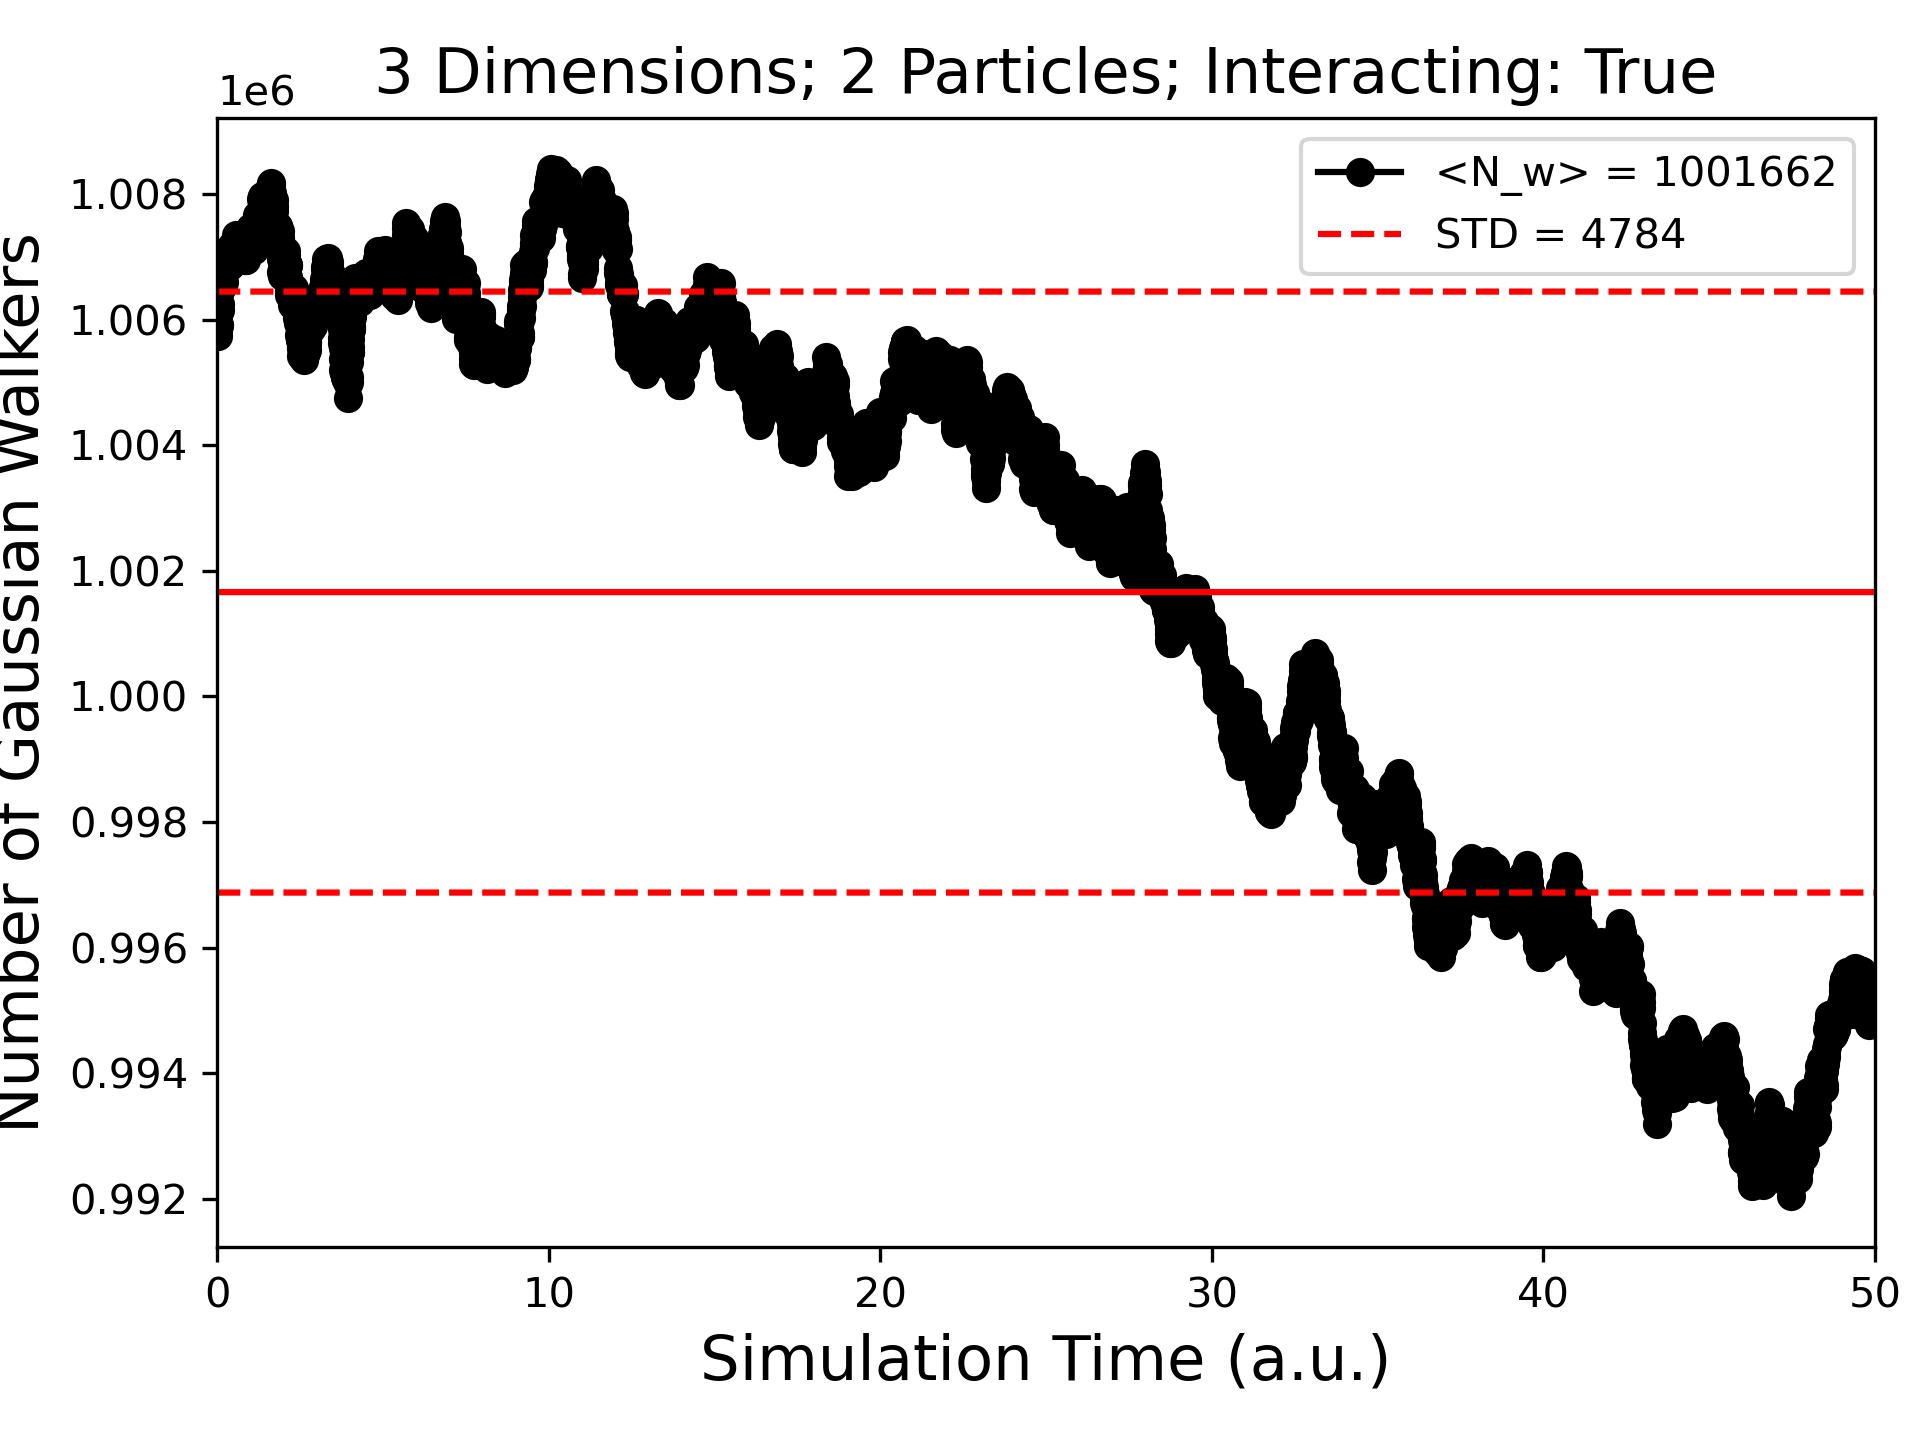 3 Dimensions; 2 Particles; Interacting: True
1e6
<N_w> = 1001662
STD = 4784
1.008
1.006
1.004
1.002
1.000
0.998
0.996
0.994
0.992
Number of Gaussian Walkers
0 10 20 30 40 50
Simulation Time (a.u.)